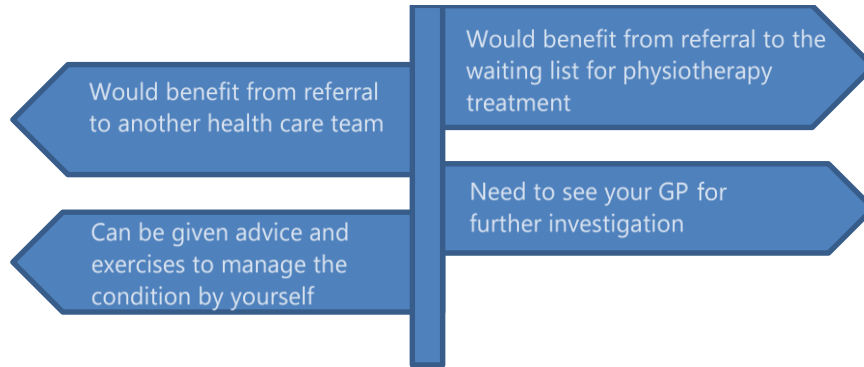 Would benefit from referral to the
waiting list for physiotherapy
treatment
Would benefit from referral
to another health care team
Need to see your GP for
further investigation
Can be given advice and
exercises to manage the
condition by yourself